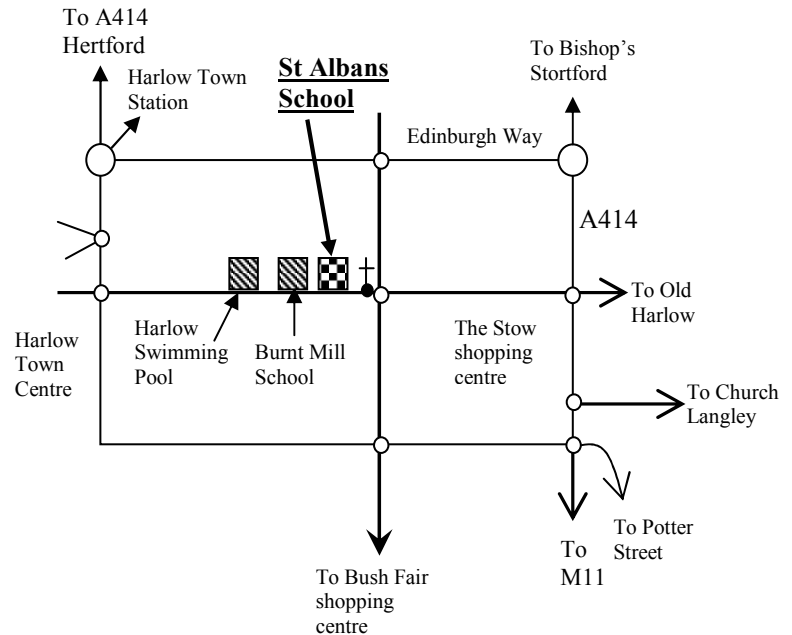 To A414
Hertford
Harlow Town
Station
St Albans
School
To Bishop's
Stortford
Edinburgh Way
A414
To Old
Harlow
Harlow
Town
Centre
Harlow
Swimming
Pool
Burnt Mill
School
The Stow
shopping
centre
To Church
Langley
To Potter
Street
To
M11
To Bush Fair
shopping
centre